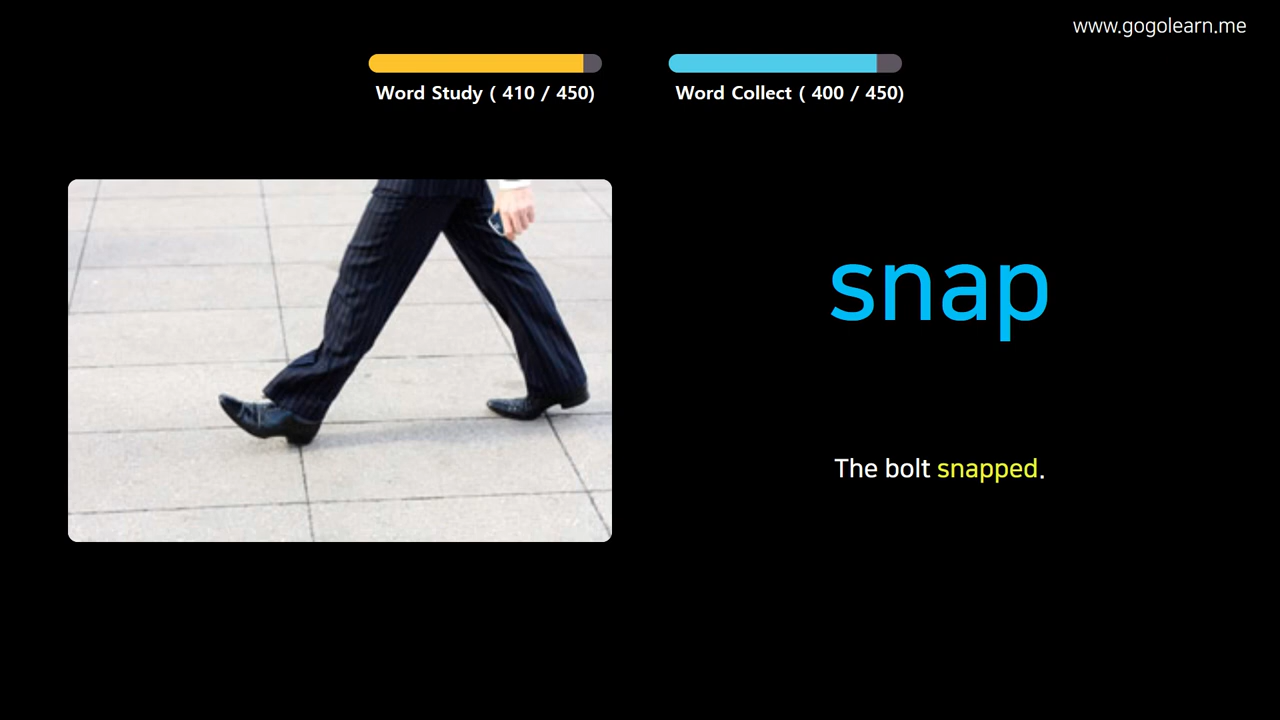 www.gogolearn.me
Word Study ( 410 / 450)
Word Collect ( 400 / 450)
snap
The bolt snapped.